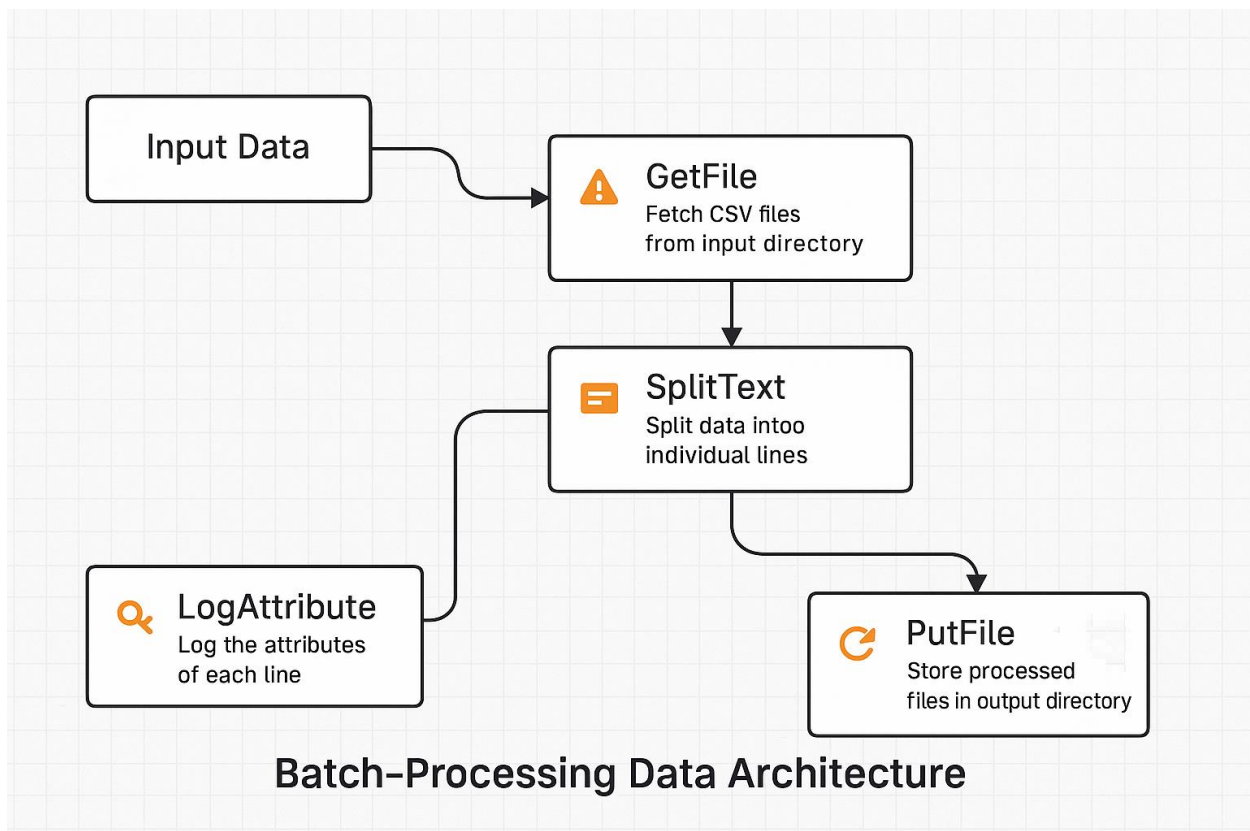 Input Data
GetFile
Fetch CSV files
from input directory
SplitText
Split data intoo
individual lines
LogAttribute
Log the attributes
of each line
PutFile
Store processed
files in output directory
Batch-Processing Data Architecture